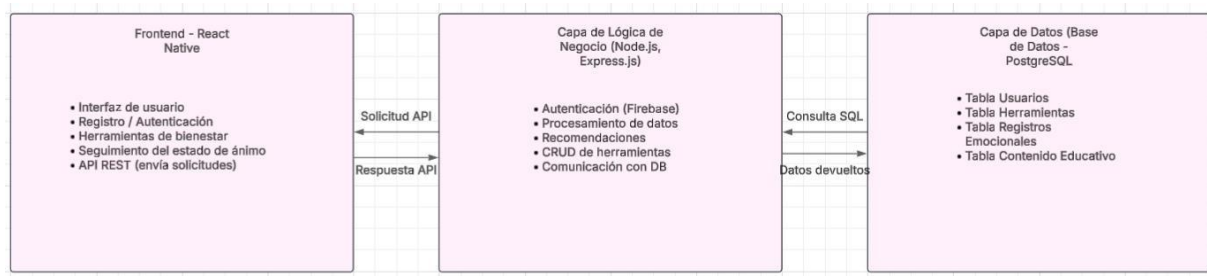 Frontend - React
Native
• Interfaz de usuario
• Registro / Autenticación
• Herramientas de bienestar
• Seguimiento del estado de ánimo
• API REST (envía solicitudes)
Solicitud API
Respuesta API
Capa de Lógica de
Negocio (Node.js,
Express.js)
• Autenticación (Firebase)
• Procesamiento de datos
• Recomendaciones
• CRUD de herramientas
• Comunicación con DB
Consulta SQL
Datos devueltos
Capa de Datos (Base
de Datos -
PostgreSQL
• Tabla Usuarios
• Tabla Herramientas
• Tabla Registros
Emocionales
• Tabla Contenido Educativo